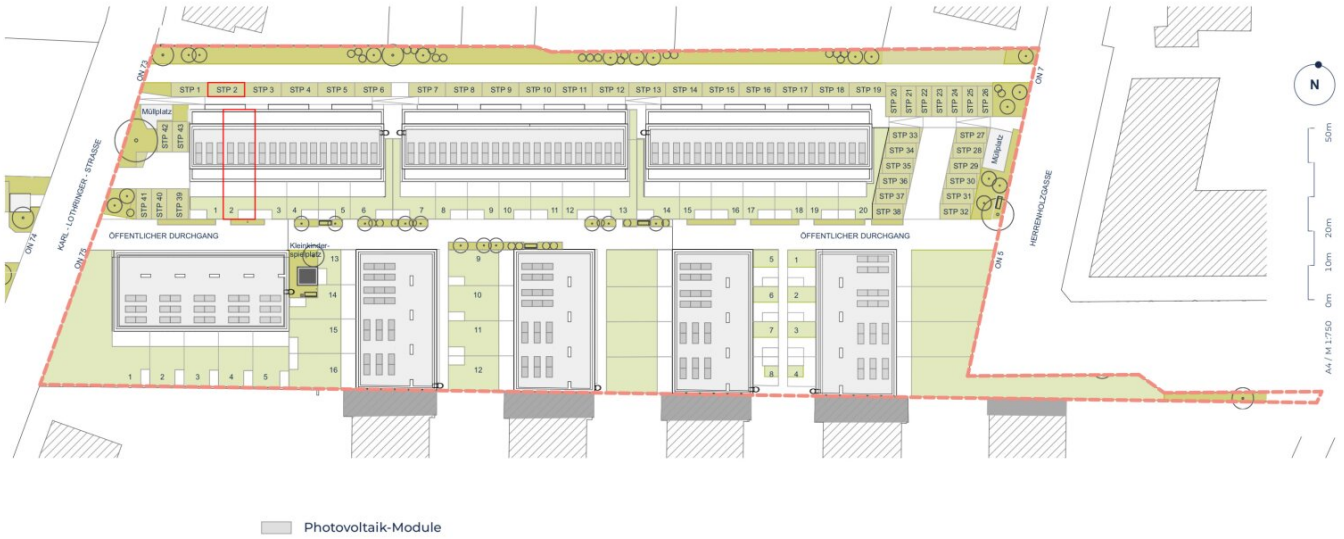 ON 73
ON 7
STP 1
STP 2
STP 3
STP 4
STP 5
STP 6
STP 7
STP 8
STP 9
STP 10
STP 11
STP 12
STP 13
STP 14
STP 15
STP 16
STP 17
STP 18
STP 19
STP 20
STP 21
STP 22
STP 23
STP 24
STP 25
STP 26
N
Müllplatz
STP 42
STP 43
STP 33
STP 34
STP 35
STP 36
STP 37
STP 38
STP 27
STP 28
STP 29
STP 30
STP 31
STP 32
Müllplatz
KARL - LOTHRINGER - STRASSE
HERRENHOLZGASSE
STP 41
STP 40
STP 39
1
2
3
4
5
6
7
8
9
10
11
12
13
14
15
16
17
18
19
20
ON 74
ON 75
ON 5
ÖFFENTLICHER DURCHGANG
ÖFFENTLICHER DURCHGANG
Kleinkinder-
spielplatz
13
14
15
16
9
10
11
12
5
6
7
8
1
2
3
4
1
2
3
4
5
50m
20m
10m
0m
A4 / M 1:750
Photovoltaik-Module